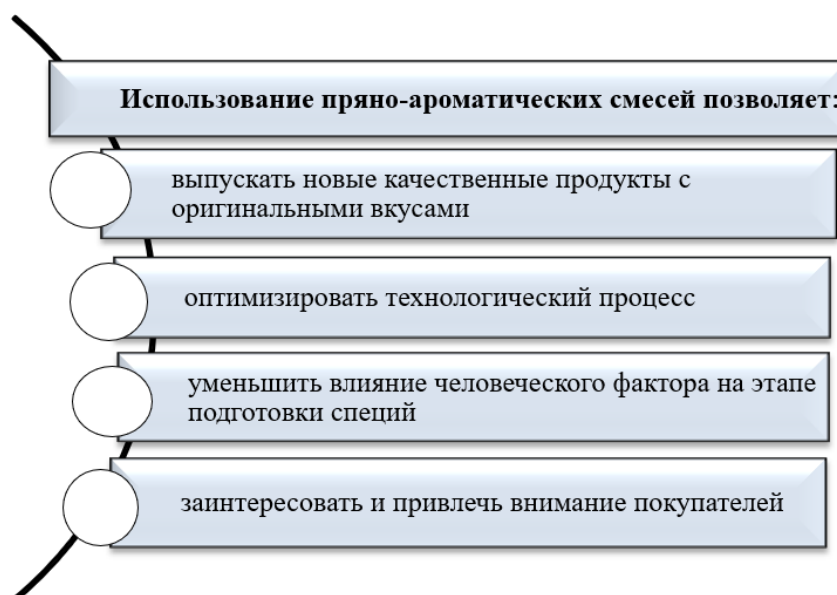 Использование пряно-ароматических смесей позволяет:
выпускать новые качественные продукты с
оригинальными вкусами
оптимизировать технологический процесс
уменьшить влияние человеческого фактора на этапе
подготовки специй
заинтересовать и привлечь внимание покупателей